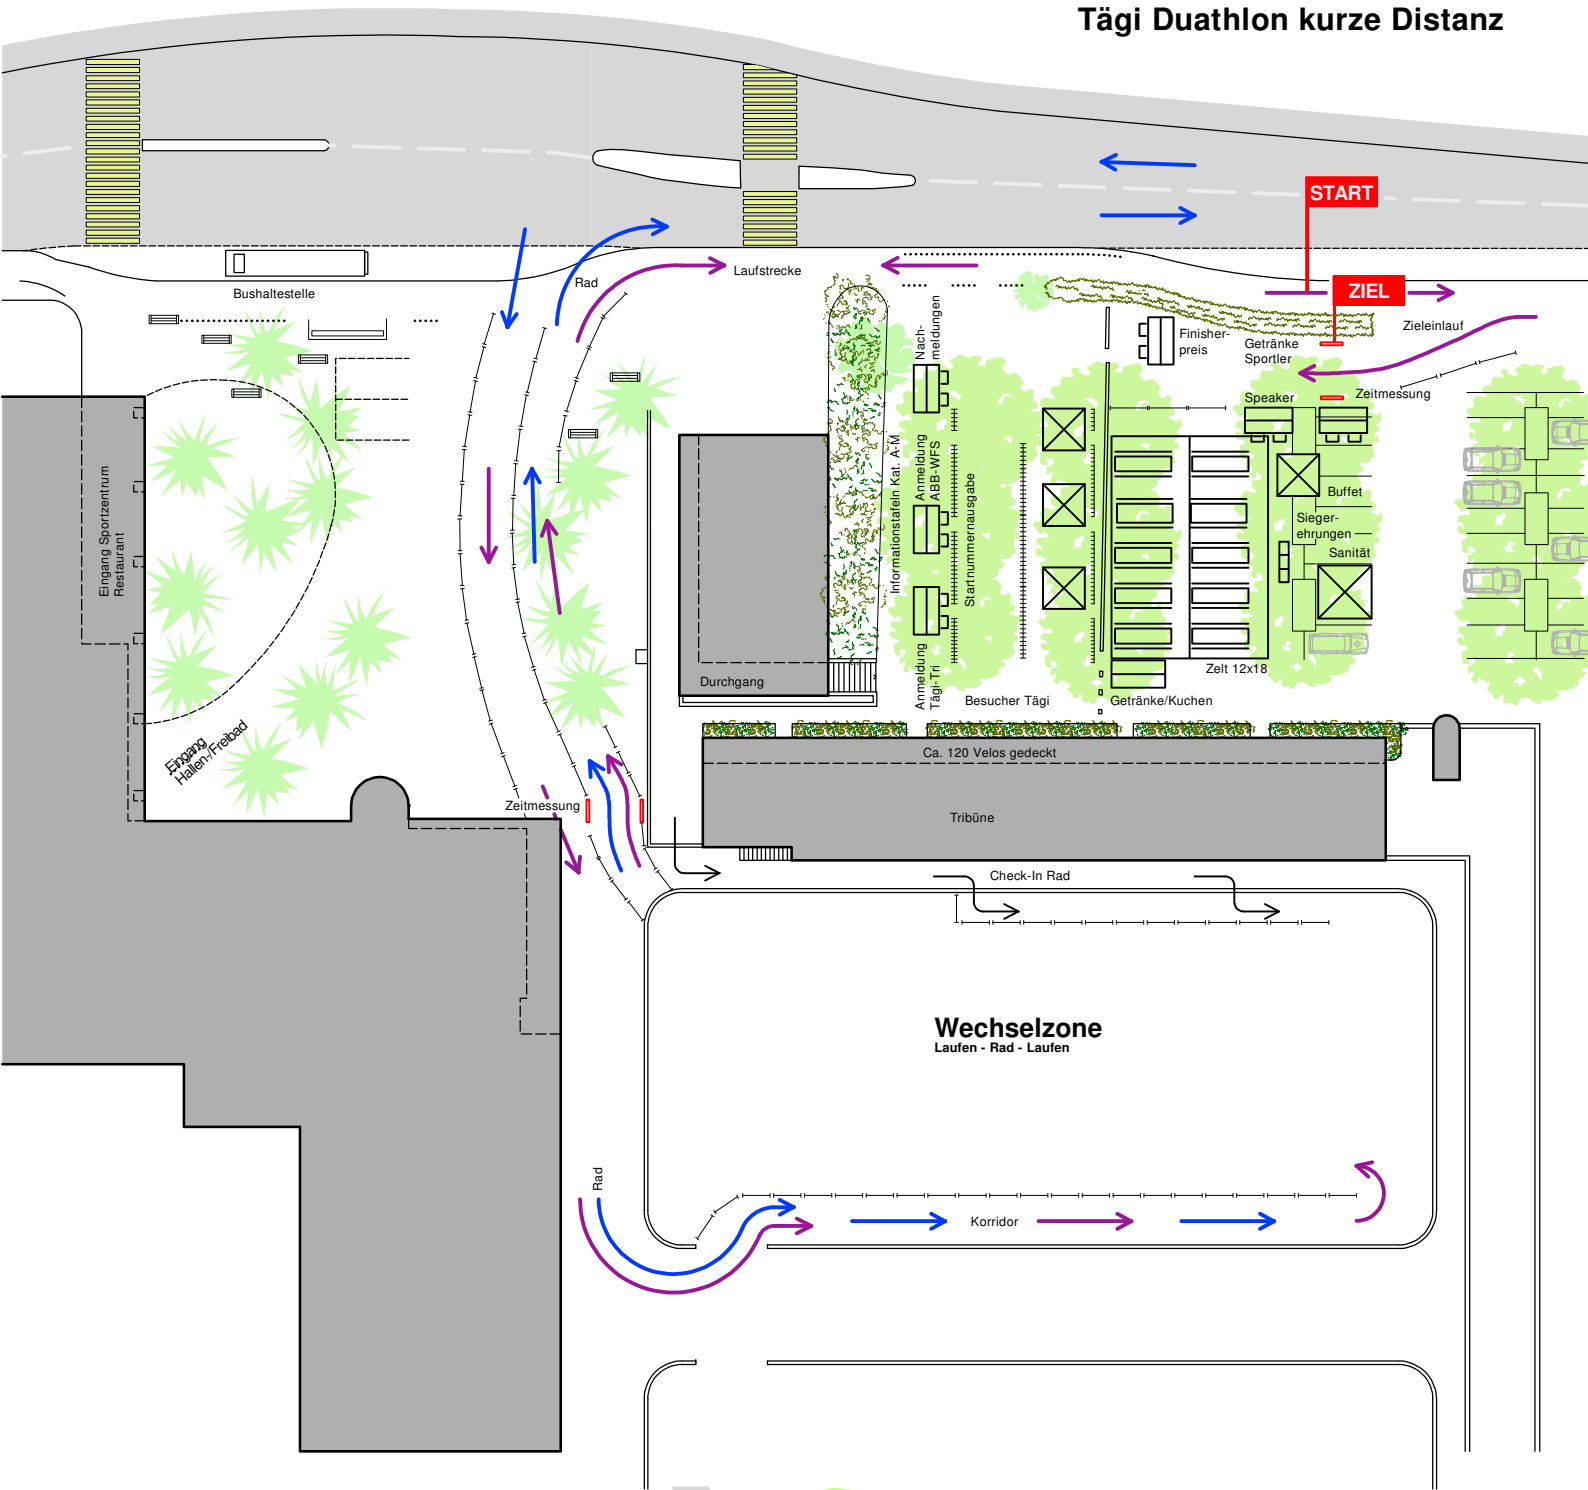 Tägi Duathlon kurze Distanz
START
ZIEL
Laufstrecke
Rad
Bushaltestelle
Nach-
meldungen
Finisher-
preis
Getränke
Sportler
Zieleinlauf
Zeitmessung
Speaker
Eingang Sportzentrum
Restaurant
Informationstafeln Kat. A-M
Anmeldung
ABB-WFS
Startnummernausgabe
Buffet
Sieger-
ehrungen
Sanität
Anmeldung
Tägi-Tri
Zelt 12x18
Durchgang
Besucher Tägi
Getränke/Kuchen
Eingang
Hallen-/Freibad
Ca. 120 Velos gedeckt
Zeitmessung
Tribüne
Check-In Rad
Wechselzone
Laufen - Rad - Laufen
Rad
Korridor